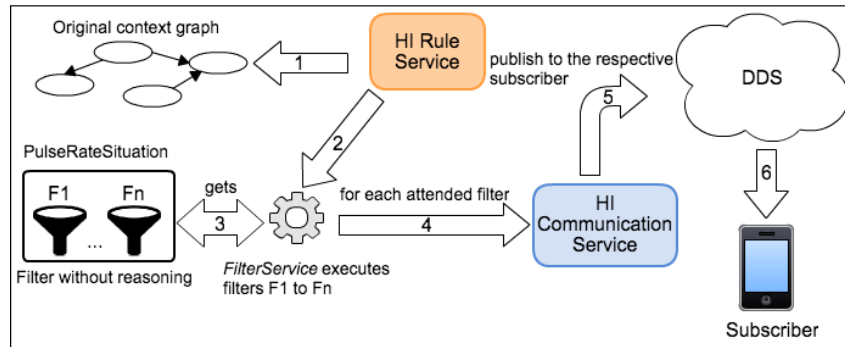 Original context graph
1
HI Rule
Service
publish to the respective
subscriber
DDS
5
2
PulseRateSituation
F1
Fn
...
Filter without reasoning
gets
3
FilterService executes
filters F1 to Fn
for each attended filter
4
HI
Communication
Service
6
Subscriber